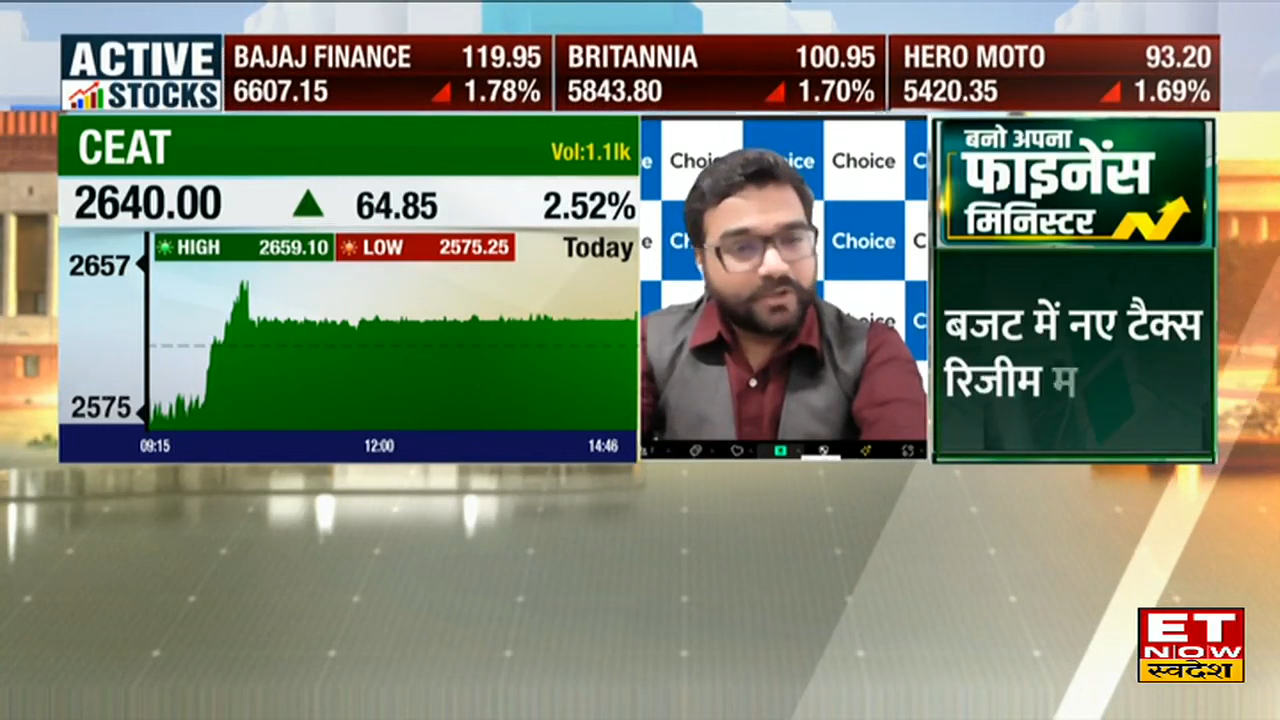 ACTIVE
STOCKS
BAJAJ FINANCE 119.95
6607.15 1.78%
BRITANNIA 100.95
5843.80 1.70%
HERO MOTO 93.20
5420.35 1.69%
CEAT
Vol:1.1lk
2640.00 64.85 2.52%
HIGH 2659.10 LOW 2575.25 Today
2657
2575
09:15 12:00 14:46
Choice
Choice
बनो अपना
फाइनेंस
मिनिस्टर
बजट में नए टैक्स
रिजीम म
ET
NOW
स्वदेश